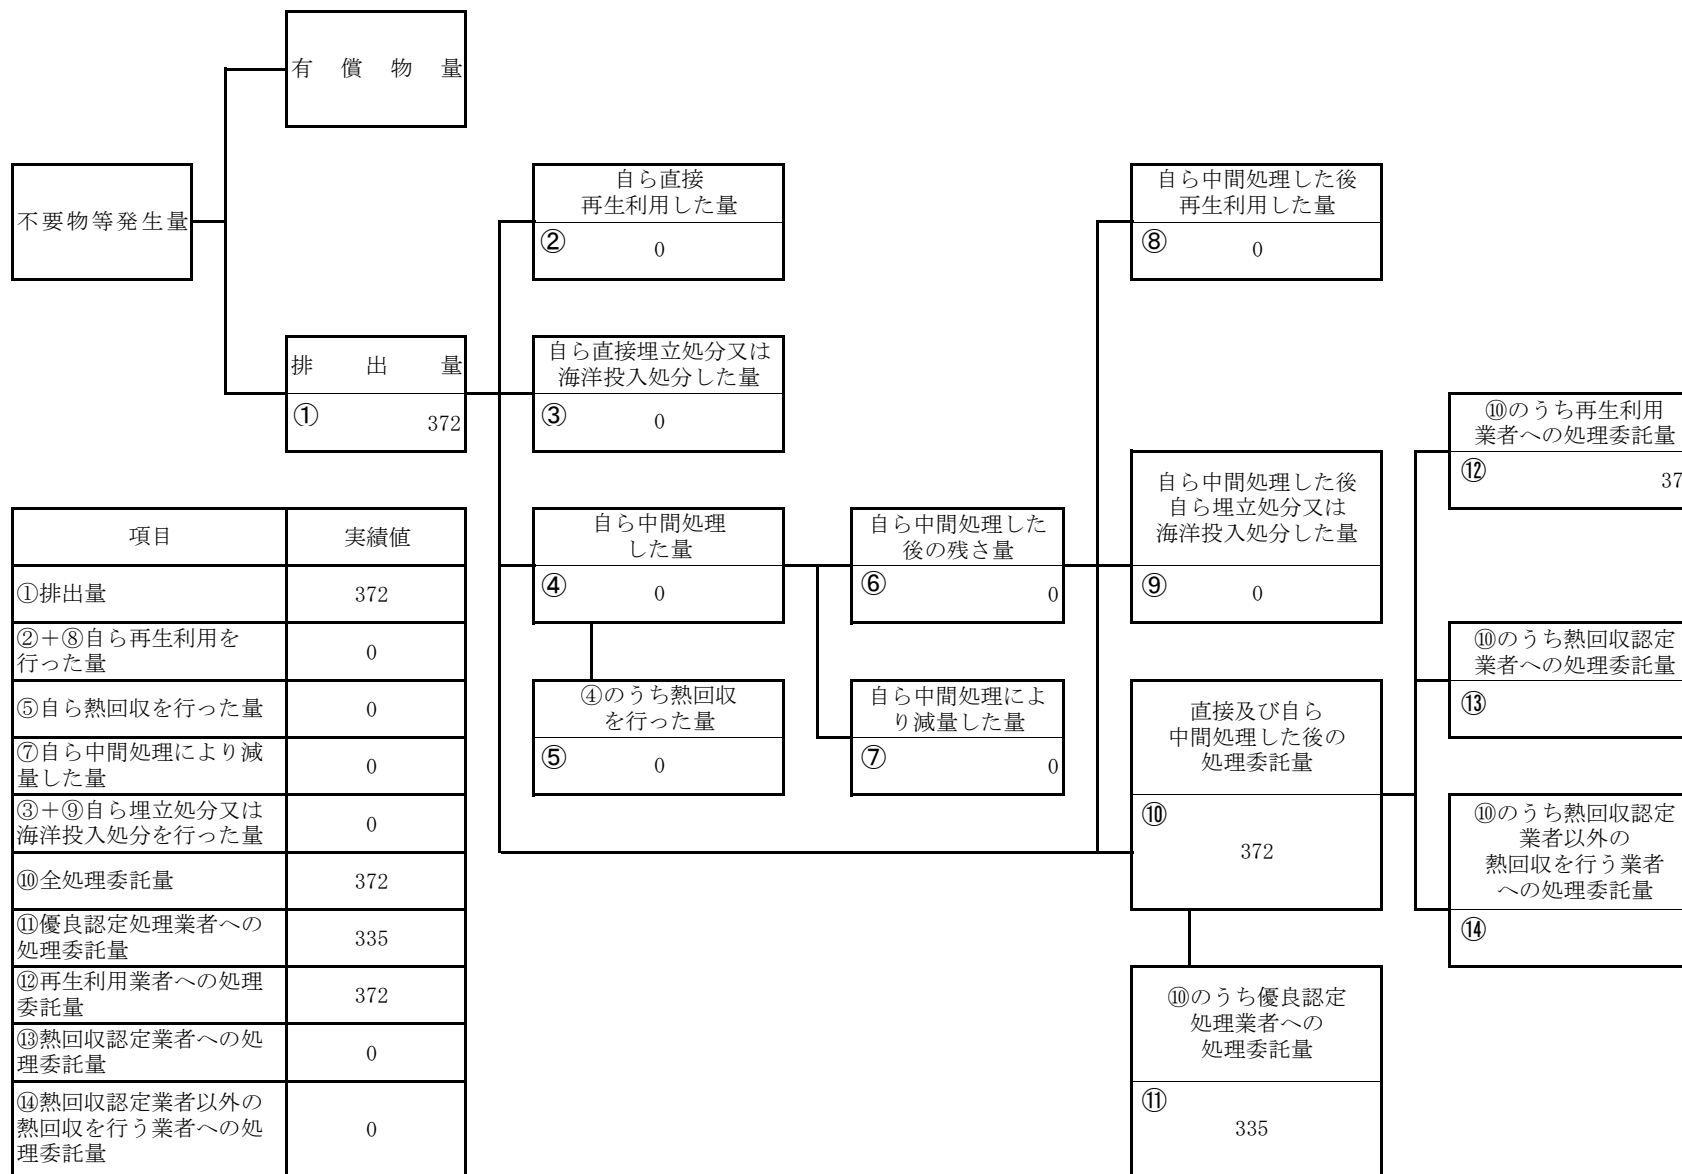 有償物量
不要物等発生量
排出量
① 372
自ら直接
再生利用した量
② 0
自ら直接埋立処分又は
海洋投入処分した量
③ 0
自ら中間処理
した量
④ 0
④のうち熱回収
を行った量
⑤ 0
自ら中間処理した
後の残さ量
⑥ 0
自ら中間処理によ
り減量した量
⑦ 0
自ら中間処理した後
再生利用した量
⑧ 0
自ら中間処理した後
自ら埋立処分又は
海洋投入処分した量
⑨ 0
直接及び自ら
中間処理した後の
処理委託量
⑩
372
⑩のうち優良認定
処理業者への
処理委託量
⑪
335
⑩のうち再生利用
業者への処理委託量
⑫ 37
⑩のうち熱回収認定
業者への処理委託量
⑬
⑩のうち熱回収認定
業者以外の
熱回収を行う業者
への処理委託量
⑭
項目 実績値
①排出量 372
②＋⑧自ら再生利用を
行った量 0
⑤自ら熱回収を行った量 0
⑦自ら中間処理により減
量した量 0
③＋⑨自ら埋立処分又は
海洋投入処分を行った量 0
⑩全処理委託量 372
⑪優良認定処理業者への
処理委託量 335
⑫再生利用業者への処理
委託量 372
⑬熱回収認定業者への処
理委託量 0
⑭熱回収認定業者以外の
熱回収を行う業者への処
理委託量 0